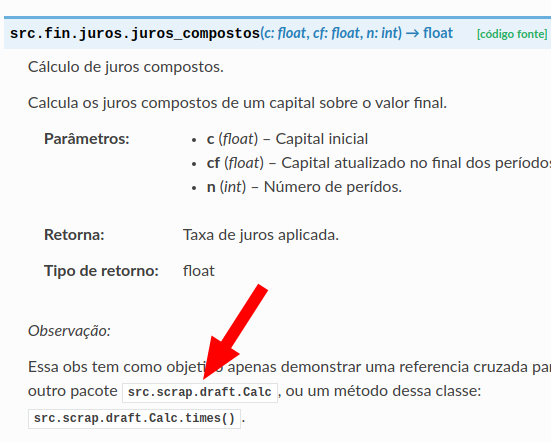 src.fin.juros.juros_compostos(c: float, cf: float, n: int) → float [código fonte]
Cálculo de juros compostos.
Calcula os juros compostos de um capital sobre o valor final.
Parâmetros:
• c (float) – Capital inicial
• cf (float) – Capital atualizado no final dos períodos
• n (int) – Número de perídos.
Retorna: Taxa de juros aplicada.
Tipo de retorno: float
Observação:
Essa obs tem como objetivo apenas demonstrar uma referencia cruzada par
outro pacote src.scrap.draft.Calc, ou um método dessa classe:
src.scrap.draft.Calc.times().